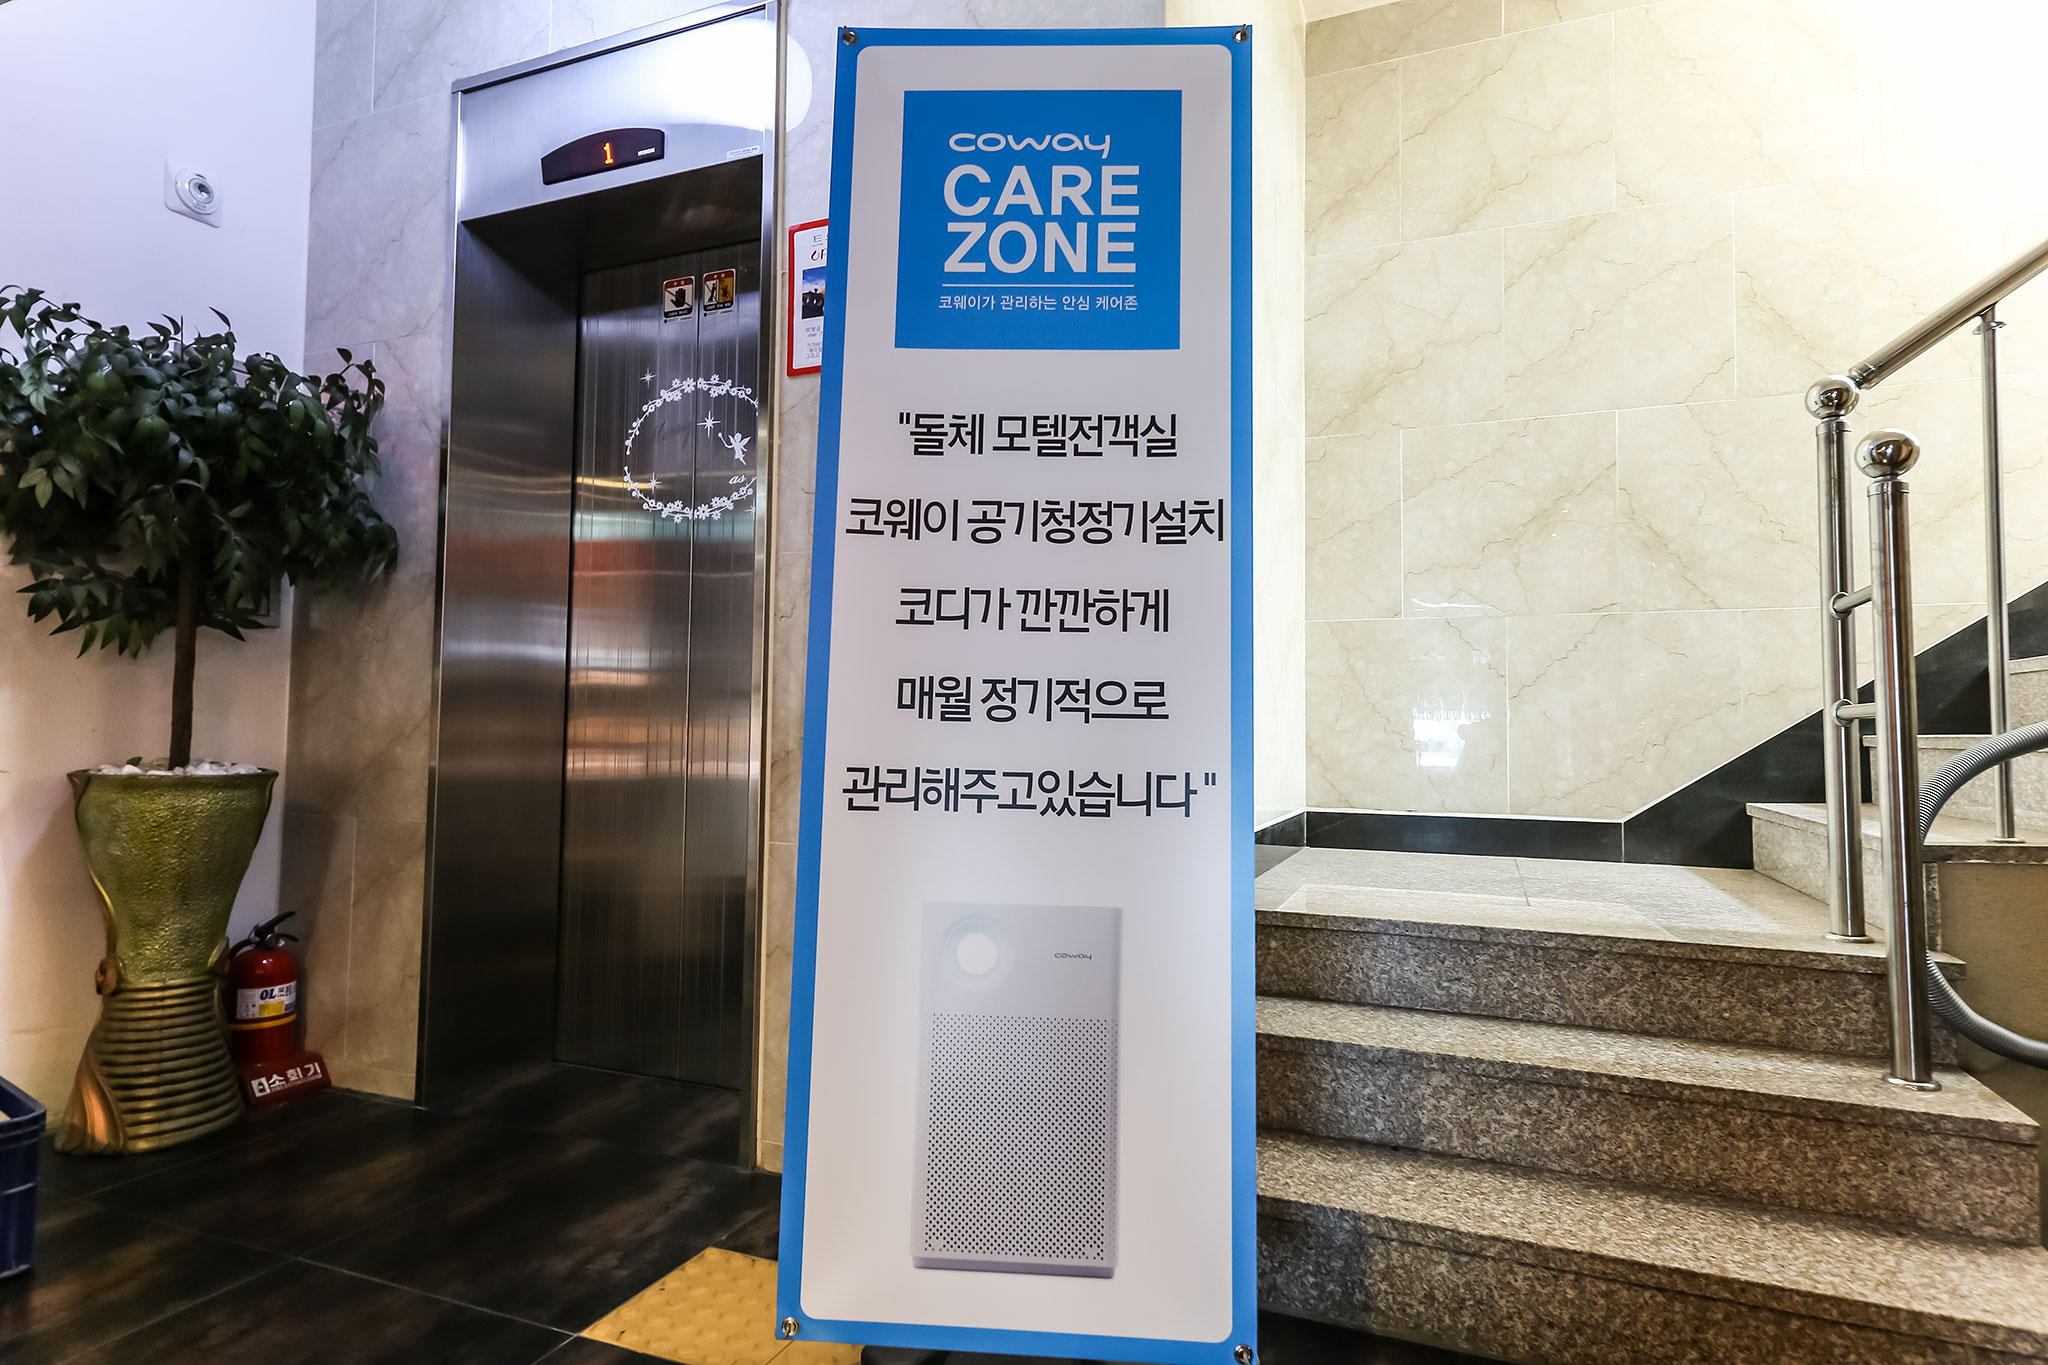 1
coway
CARE
ZONE
코웨이가 관리하는 안심 케어존
"돌체 모텔전객실
코웨이 공기청정기설치
코디가 깐깐하게
매월 정기적으로
관리해주고있습니다"
coway
as
OL
소화기